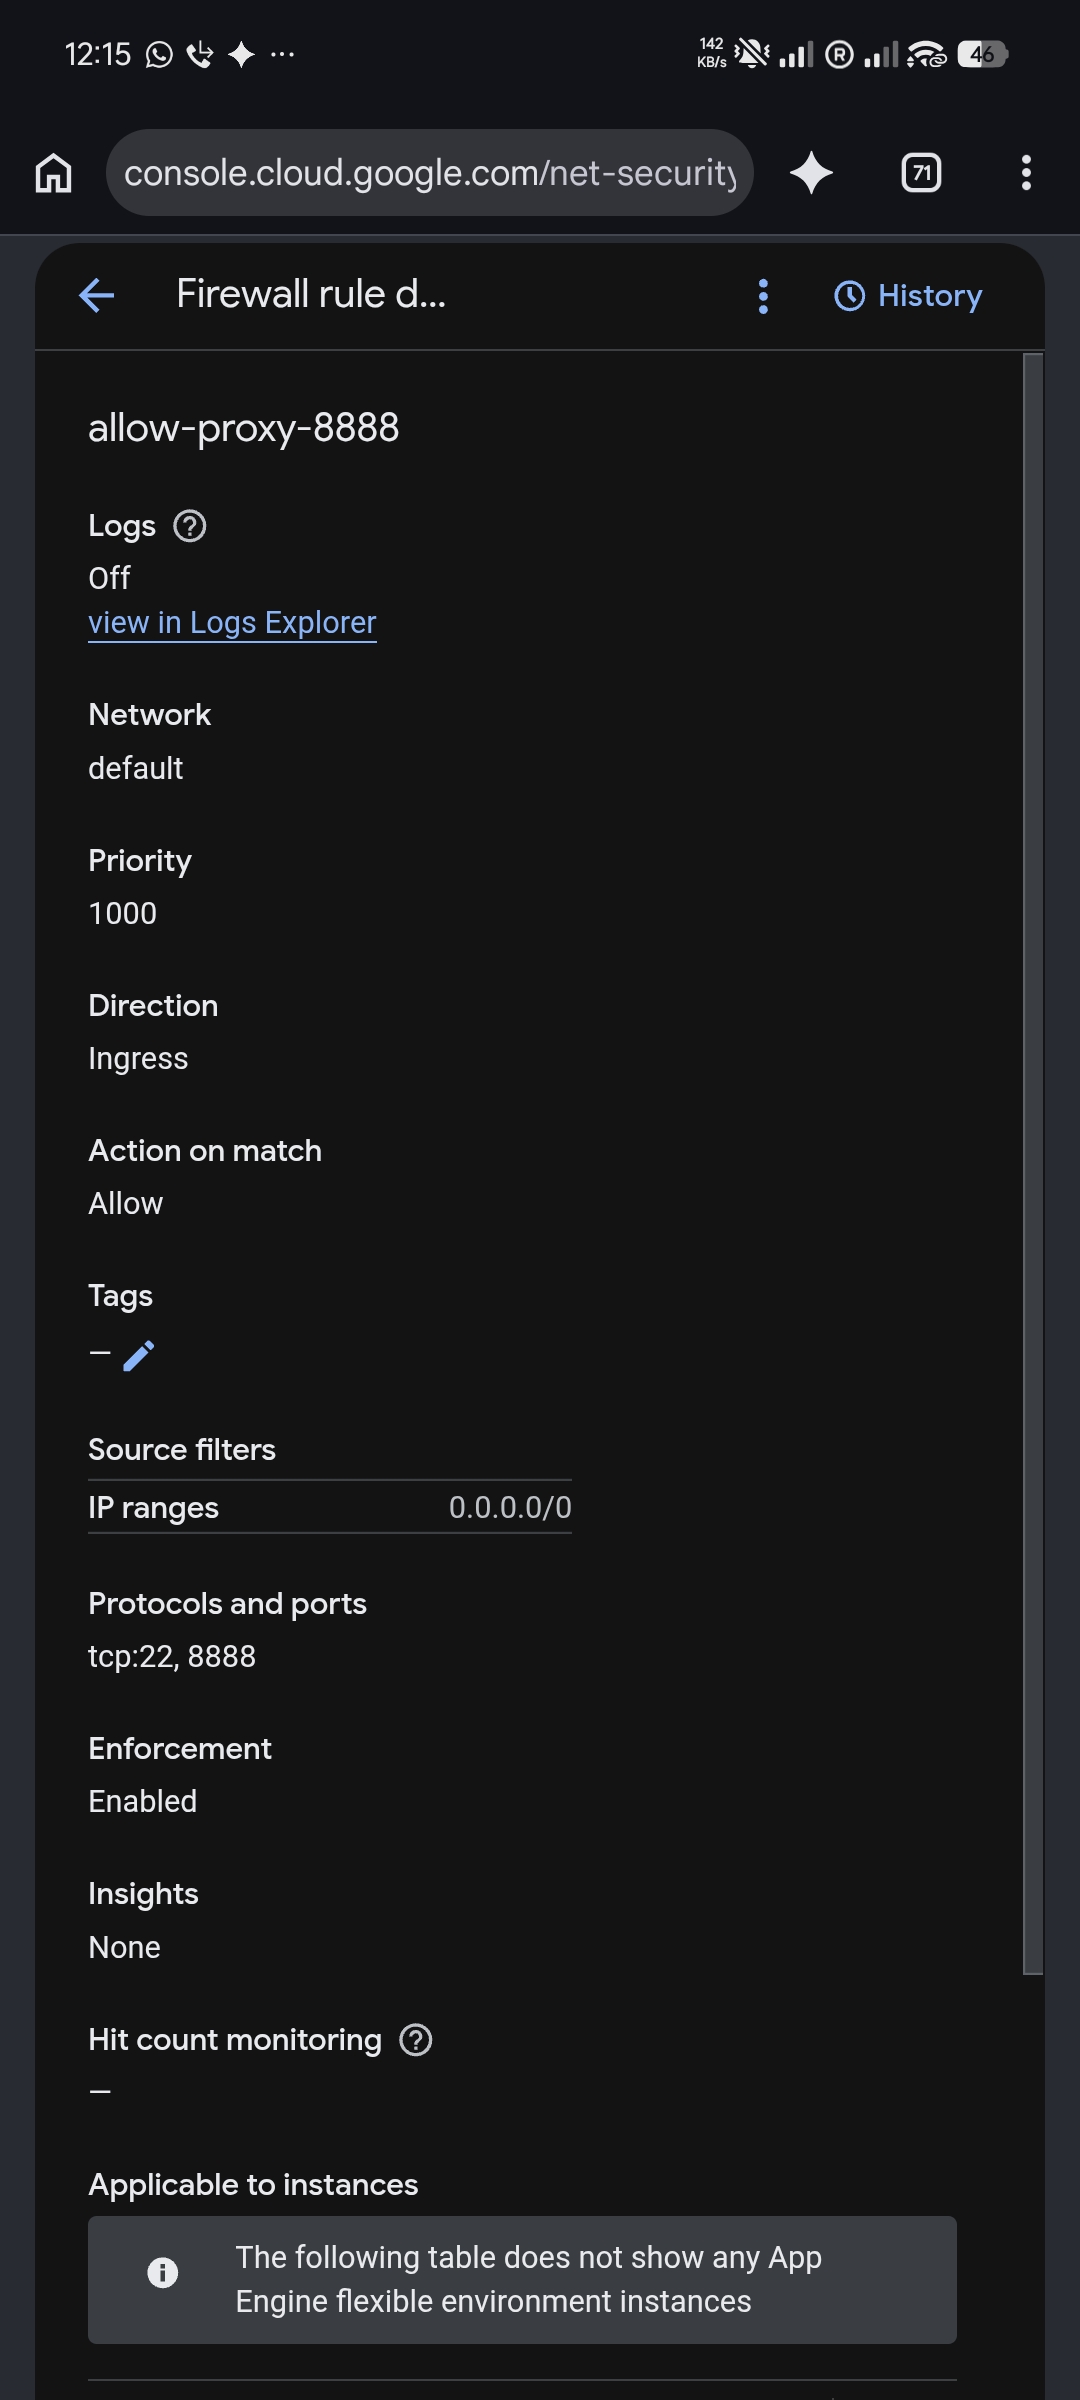 12:15
142
KB/s
R
46
console.cloud.google.com/net-security
71
Firewall rule d...
History
allow-proxy-8888
Logs
Off
view in Logs Explorer
Network
default
Priority
1000
Direction
Ingress
Action on match
Allow
Tags
–
Source filters
IP ranges 0.0.0.0/0
Protocols and ports
tcp:22, 8888
Enforcement
Enabled
Insights
None
Hit count monitoring
–
Applicable to instances
The following table does not show any App
Engine flexible environment instances